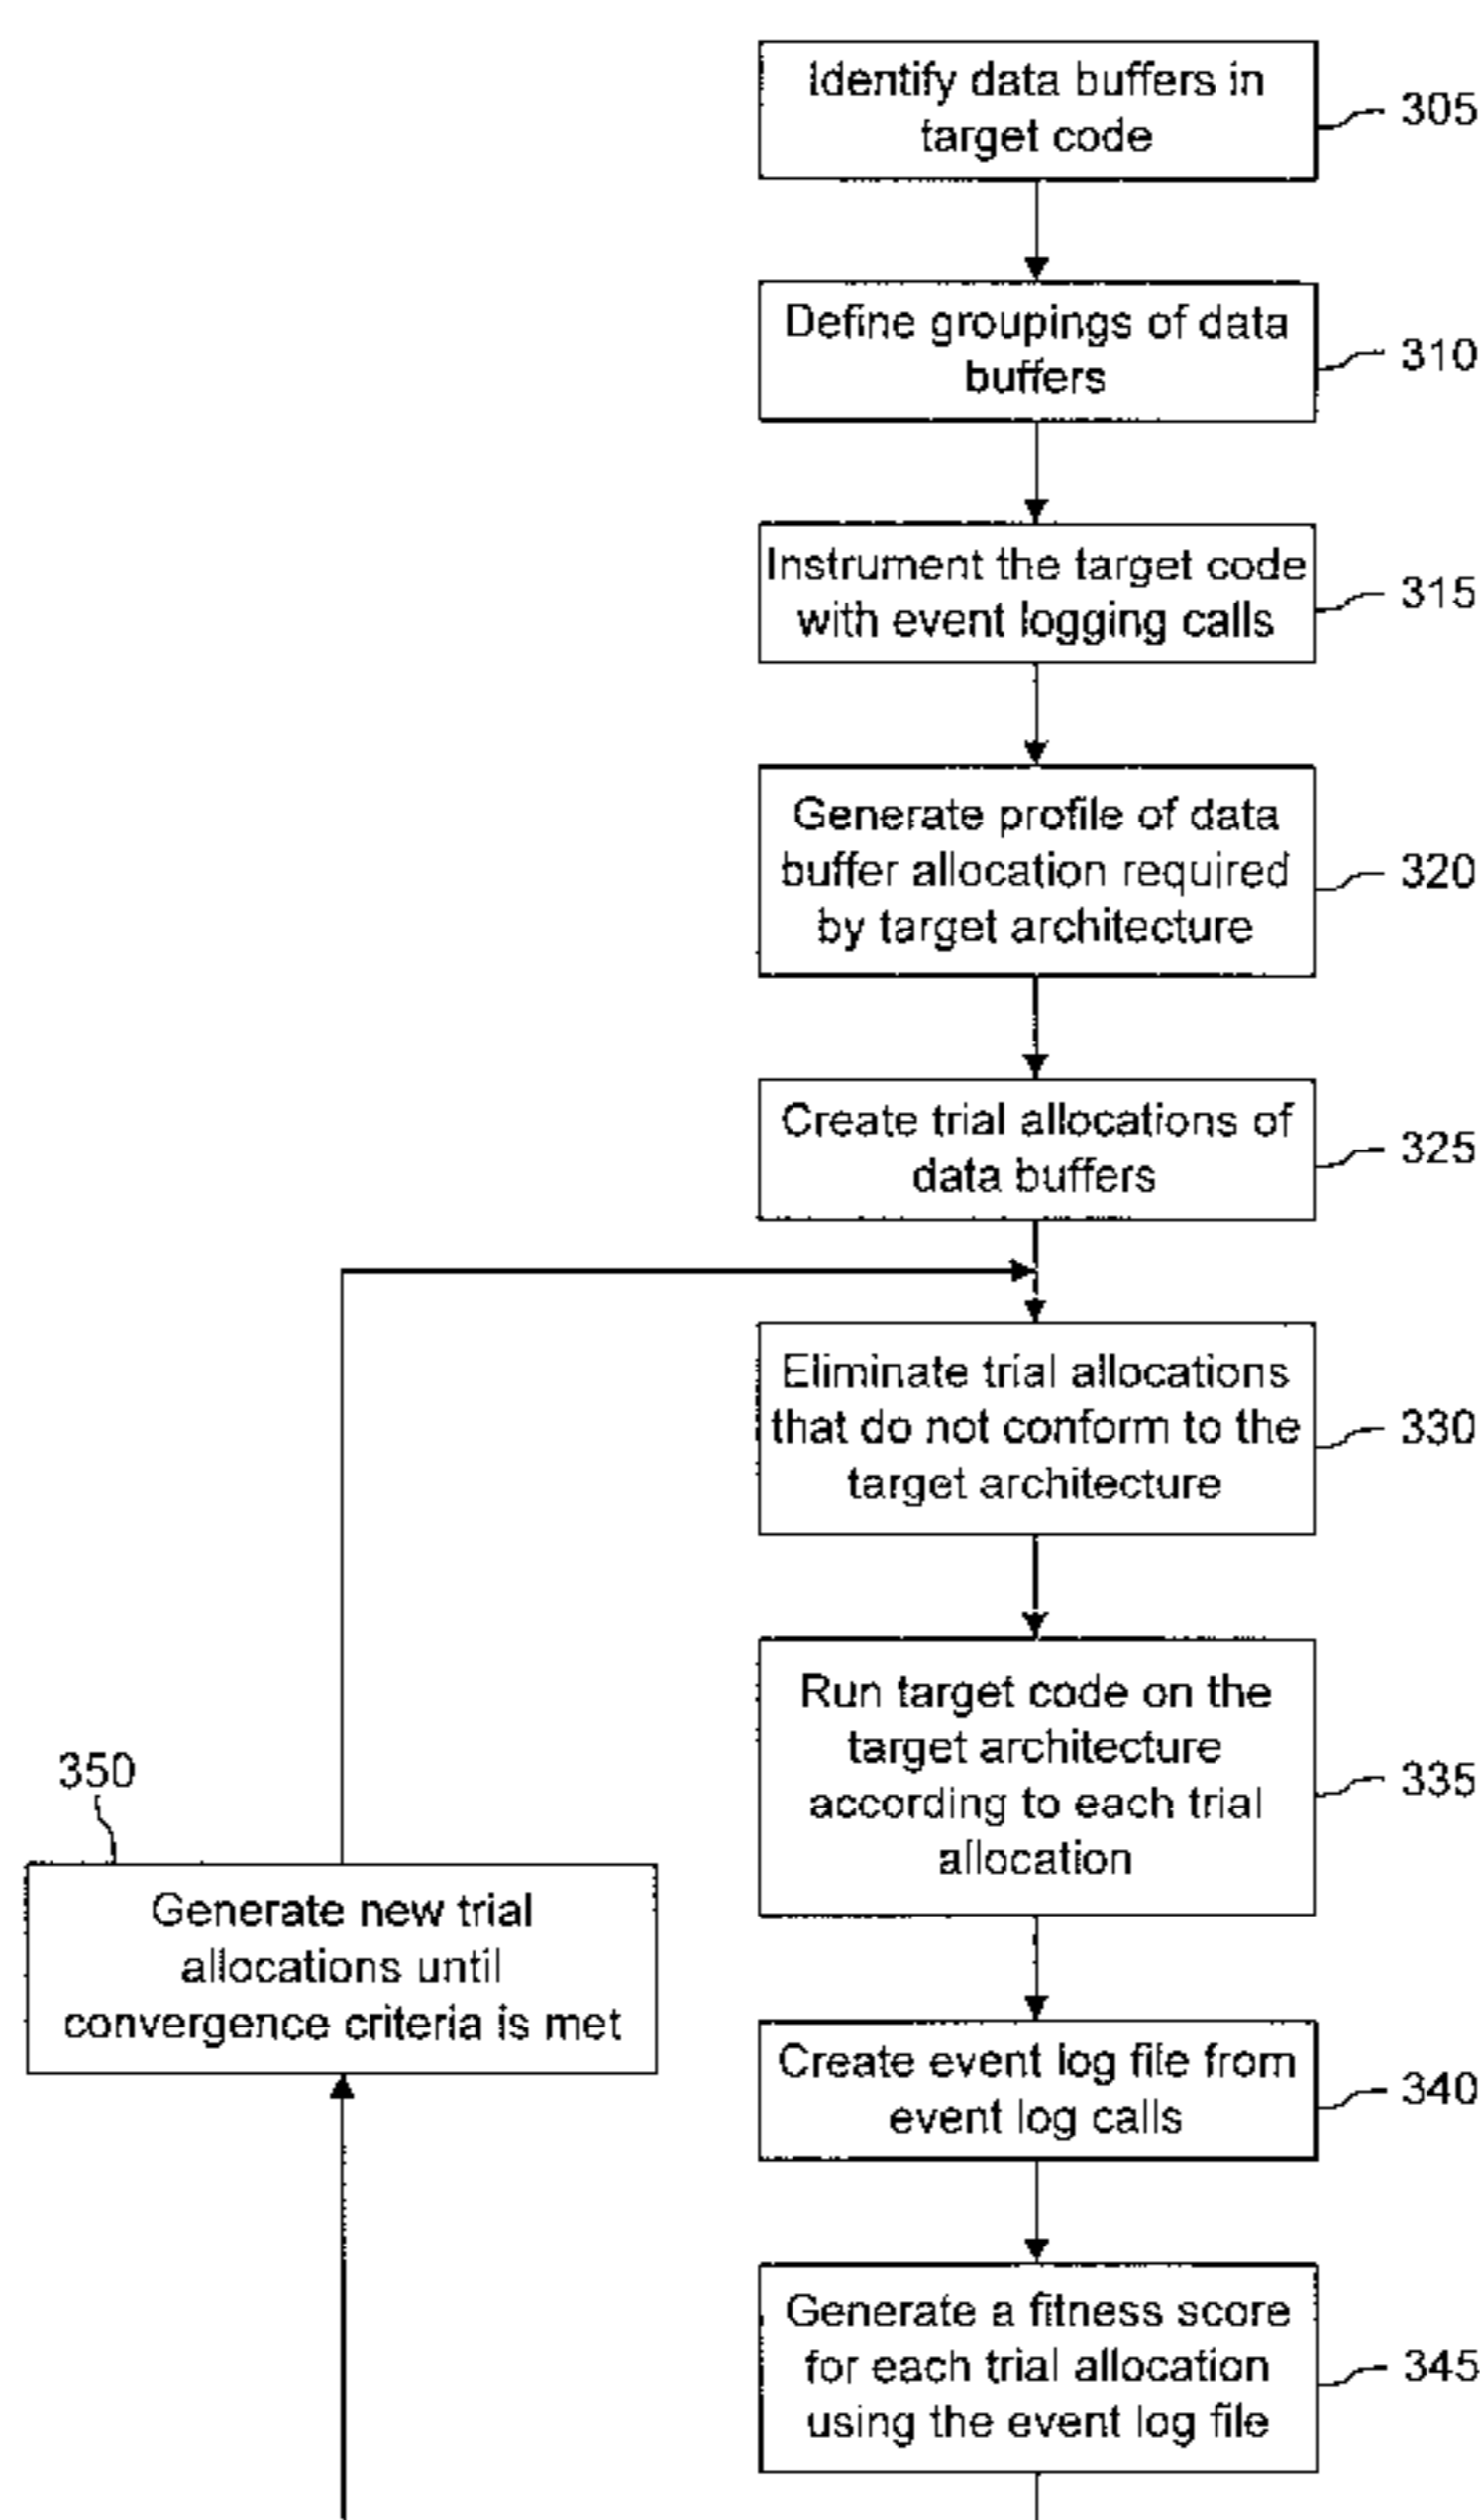 Identify data buffers in
target code
305
Define groupings of data
buffers
310
Instrument the target code
with event logging calls
315
Generate profile of data
buffer allocation required
by target architecture
320
Create trial allocations of
data buffers
325
Eliminate trial allocations
that do not conform to the
target architecture
330
Run target code on the
target architecture
according to each trial
allocation
335
350
Generate new trial
allocations until
convergence criteria is met
Create event log file from
event log calls
340
Generate a fitness score
for each trial allocation
using the event log file
345